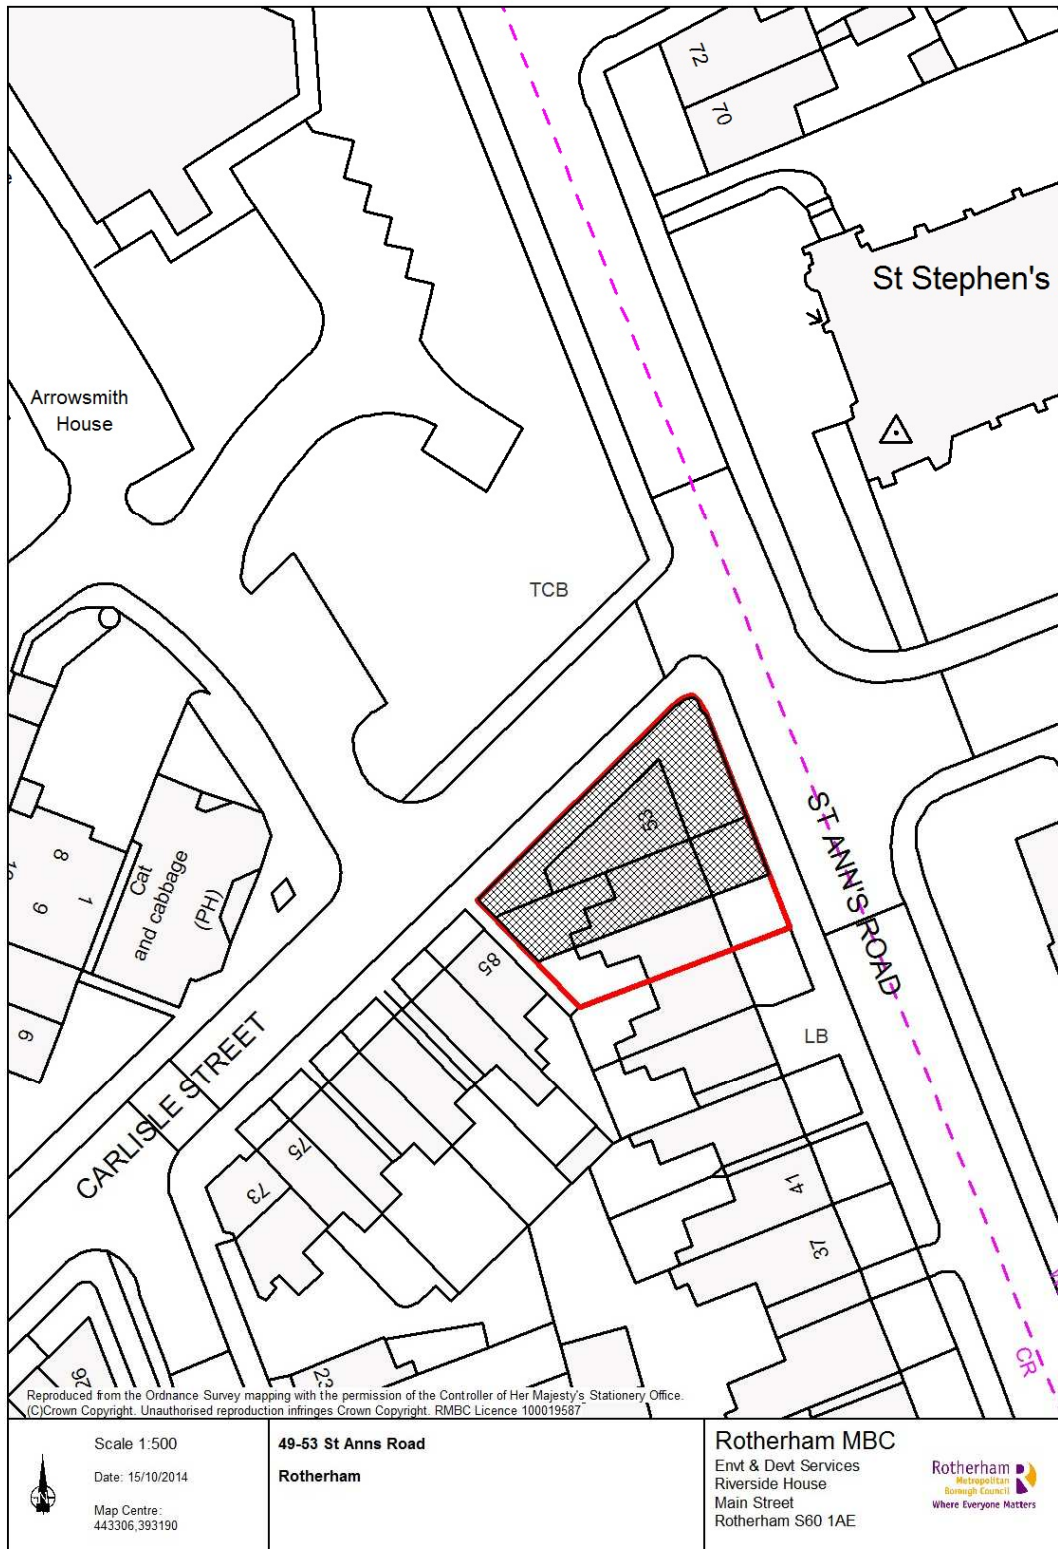 72
70
St Stephen's
Arrowsmith
House
TCB
53
ST ANN'S ROAD
8
1
9
Cat
and cabbage
(PH)
6
85
LB
CARLISLE STREET
75
73
41
37
CR
26
23
Reproduced from the Ordnance Survey mapping with the permission of the Controller of Her Majesty's Stationery Office.
(C)Crown Copyright. Unauthorised reproduction infringes Crown Copyright. RMBC Licence 100019587
Scale 1:500
Date: 15/10/2014
Map Centre:
443306,393190
49-53 St Anns Road
Rotherham
Rotherham MBC
Envt & Devt Services
Riverside House
Main Street
Rotherham S60 1AE
Rotherham
Metropolitan
Borough Council
Where Everyone Matters
N